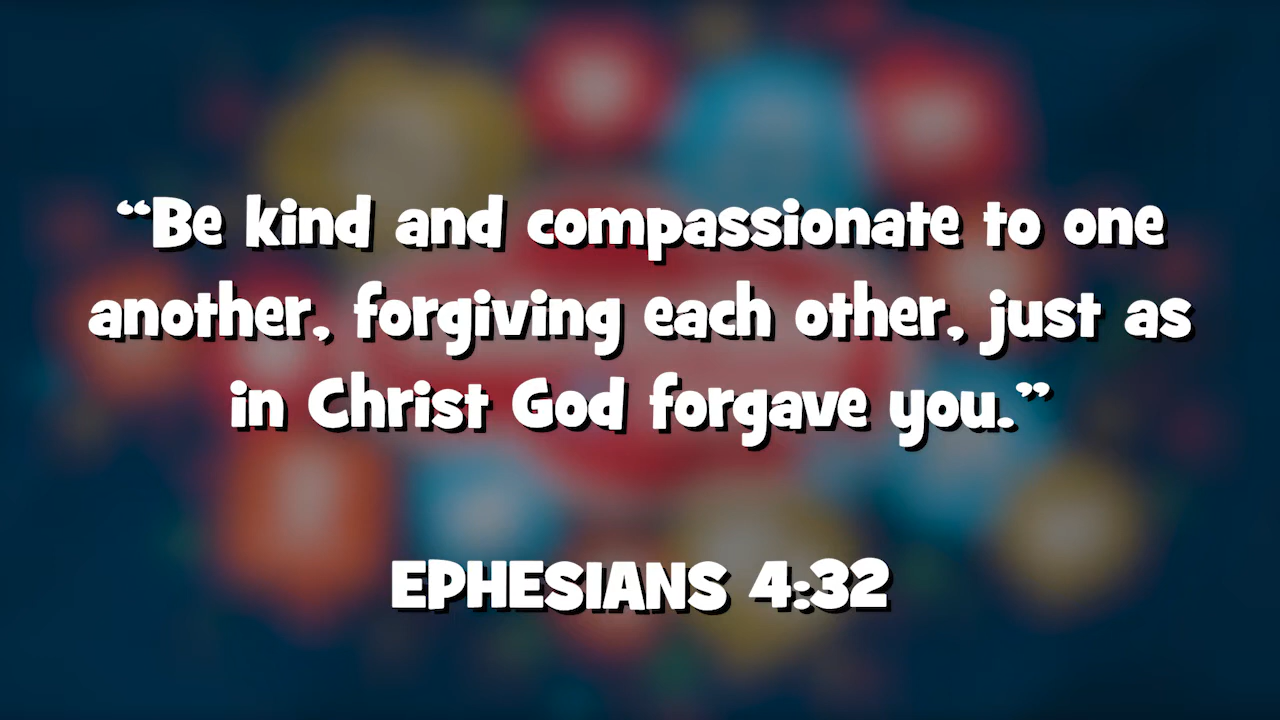 “Be kind and compassionate to one
another, forgiving each other, just as
in Christ God forgave you.”
EPHESIANS 4:32